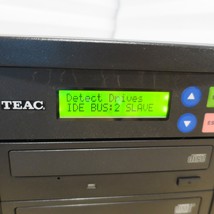 TEAC.
Detect Drives
IDE BUS:2 SLAVE